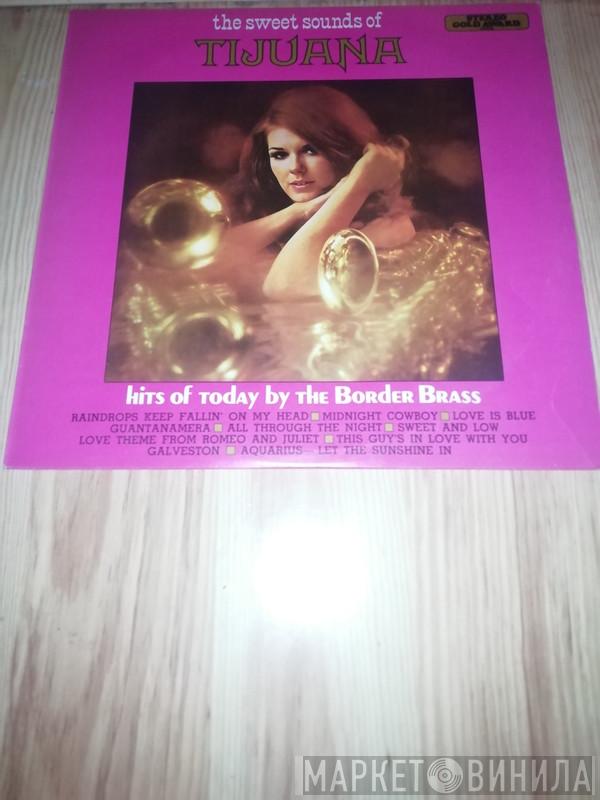 the sweet sounds of
TIJUANA
STEREO
GOLD AWARD
hits of today by the Border Brass
RAINDROPS KEEP FALLIN' ON MY HEAD ■ MIDNIGHT COWBOY ■ LOVE IS BLUE
GUANTANAMERA ■ ALL THROUGH THE NIGHT ■ SWEET AND LOW
LOVE THEME FROM ROMEO AND JULIET ■ THIS GUY'S IN LOVE WITH YOU
GALVESTON ■ AQUARIUS—LET THE SUNSHINE IN
МАРКЕТ ВИНИЛА